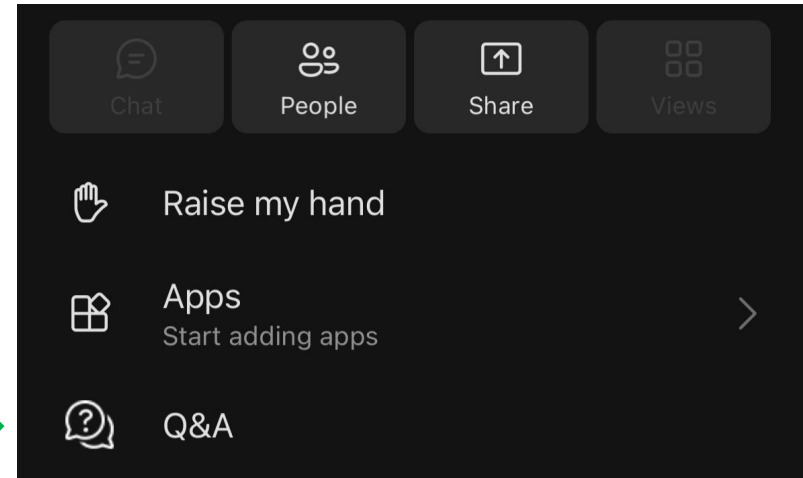 Chat People Share Views
Raise my hand
Apps
Start adding apps
Q&A